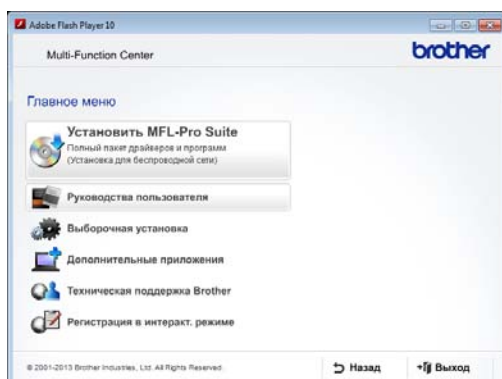 Adobe Flash Player 10
Multi-Function Center
brother
Главное меню
Установить MFL-Pro Suite
Полный пакет драйверов и программ
(Установка для беспроводной сети)
Руководства пользователя
Выборочная установка
Дополнительные приложения
Техническая поддержка Brother
Регистрация в интеракт. режиме
© 2001-2013 Brother Industries, Ltd. All Rights Reserved.
Назад
Выход